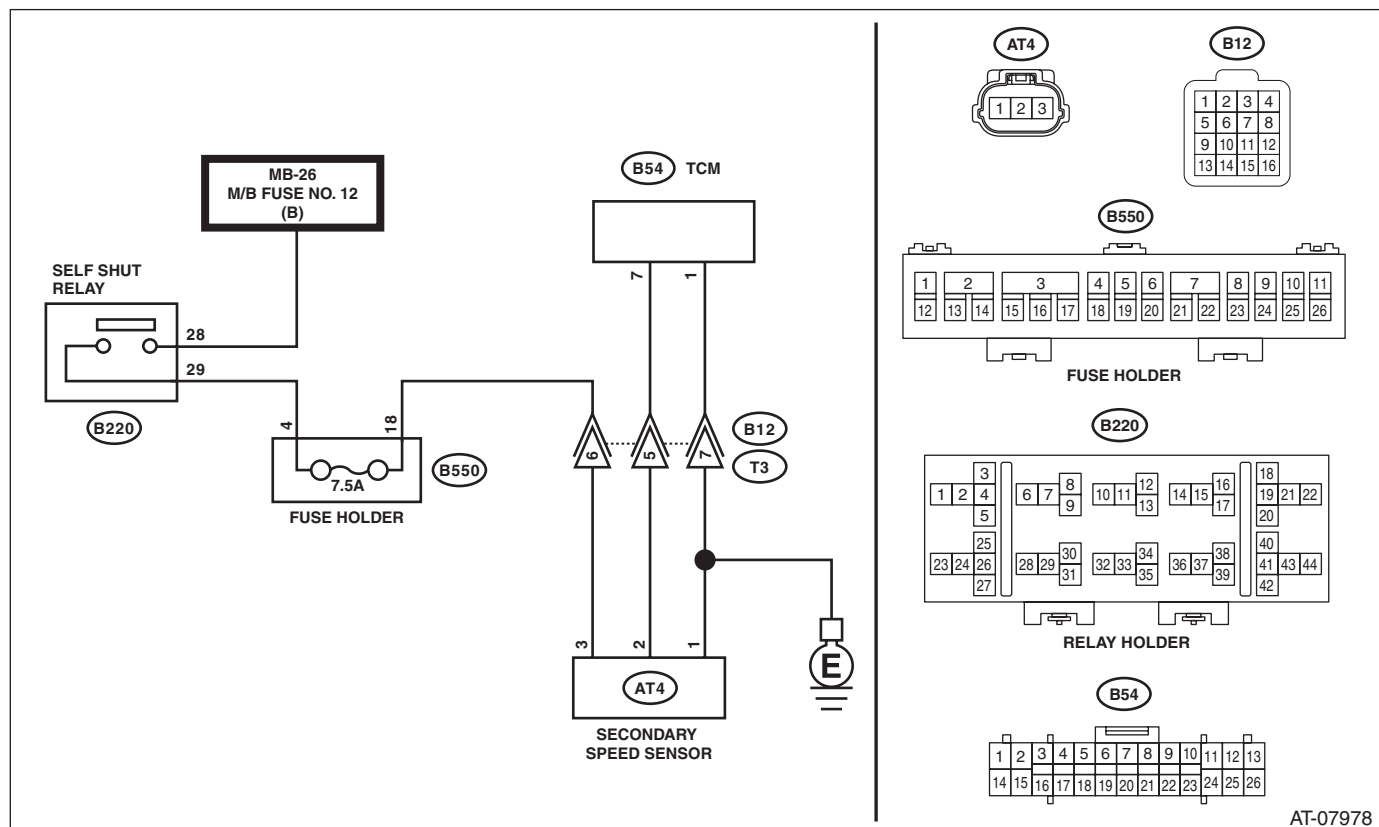 MB-26
M/B FUSE NO. 12
(B)
SELF SHUT
RELAY
28
29
B220
4
18
7.5A
B550
FUSE HOLDER
B54 TCM
7 1
6 5 7
B12
T3
3 2 1
AT4
SECONDARY
SPEED SENSOR
E
AT4
1 2 3
B12
1 2 3 4
5 6 7 8
9 10 11 12
13 14 15 16
B550
1 2 3 4 5 6 7 8 9 10 11
12 13 14 15 16 17 18 19 20 21 22 23 24 25 26
FUSE HOLDER
B220
3 8 12 16 18
1 2 4 6 7 10 11 14 15 19 21 22
5 9 13 17 20
25 30 34 38 40
23 24 26 28 29 32 33 36 37 41 43 44
27 31 35 39 42
RELAY HOLDER
B54
1 2 3 4 5 6 7 8 9 10 11 12 13
14 15 16 17 18 19 20 21 22 23 24 25 26
AT-07978